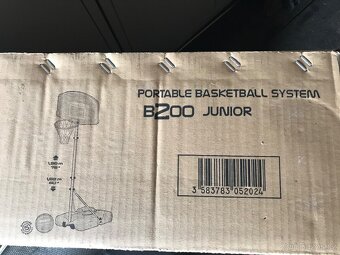 PORTABLE BASKETBALL SYSTEM
B200 JUNIOR
3 583783 052024